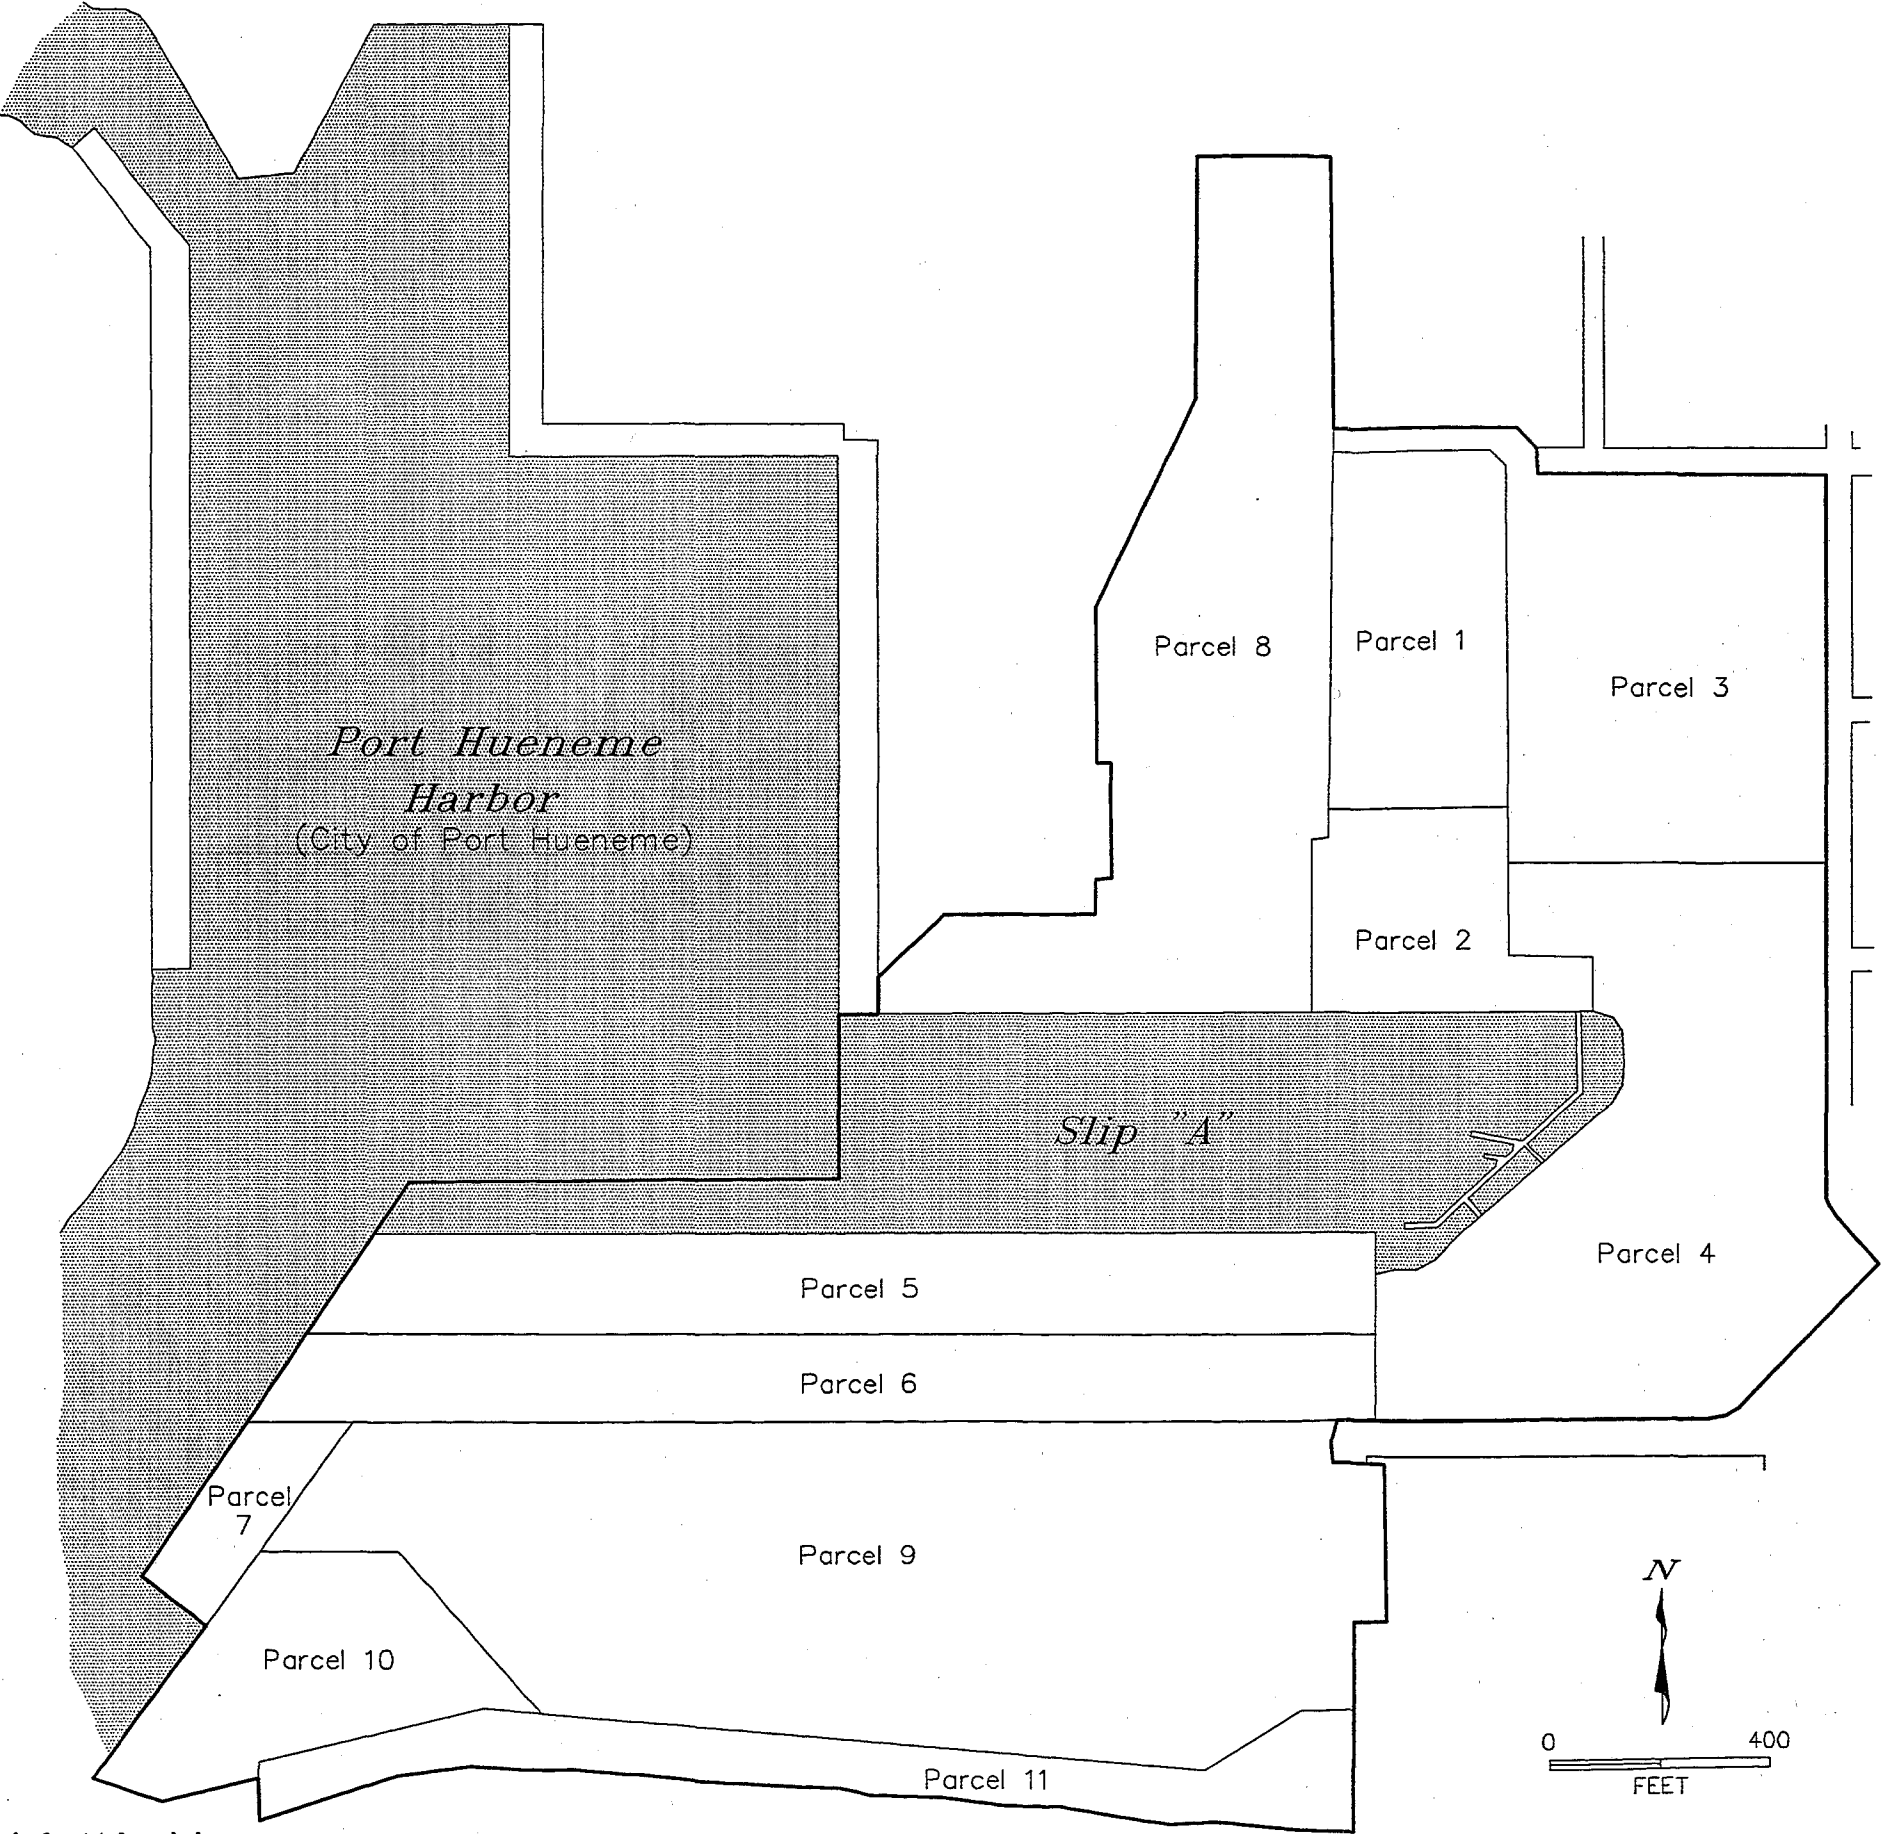 Parcel 8
Parcel 1
Parcel 3
Port Hueneme
Harbor
(City of Port Hueneme)
Parcel 2
Slip "A"
Parcel 4
Parcel 5
Parcel 6
Parcel
7
Parcel 9
Parcel 10
Parcel 11
N
0 400
FEET